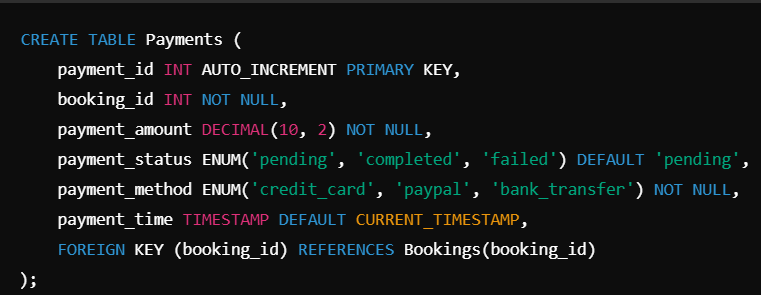 CREATE TABLE Payments (
payment_id INT AUTO_INCREMENT PRIMARY KEY,
booking_id INT NOT NULL,
payment_amount DECIMAL(10, 2) NOT NULL,
payment_status ENUM('pending', 'completed', 'failed') DEFAULT 'pending',
payment_method ENUM('credit_card', 'paypal', 'bank_transfer') NOT NULL,
payment_time TIMESTAMP DEFAULT CURRENT_TIMESTAMP,
FOREIGN KEY (booking_id) REFERENCES Bookings(booking_id)
);